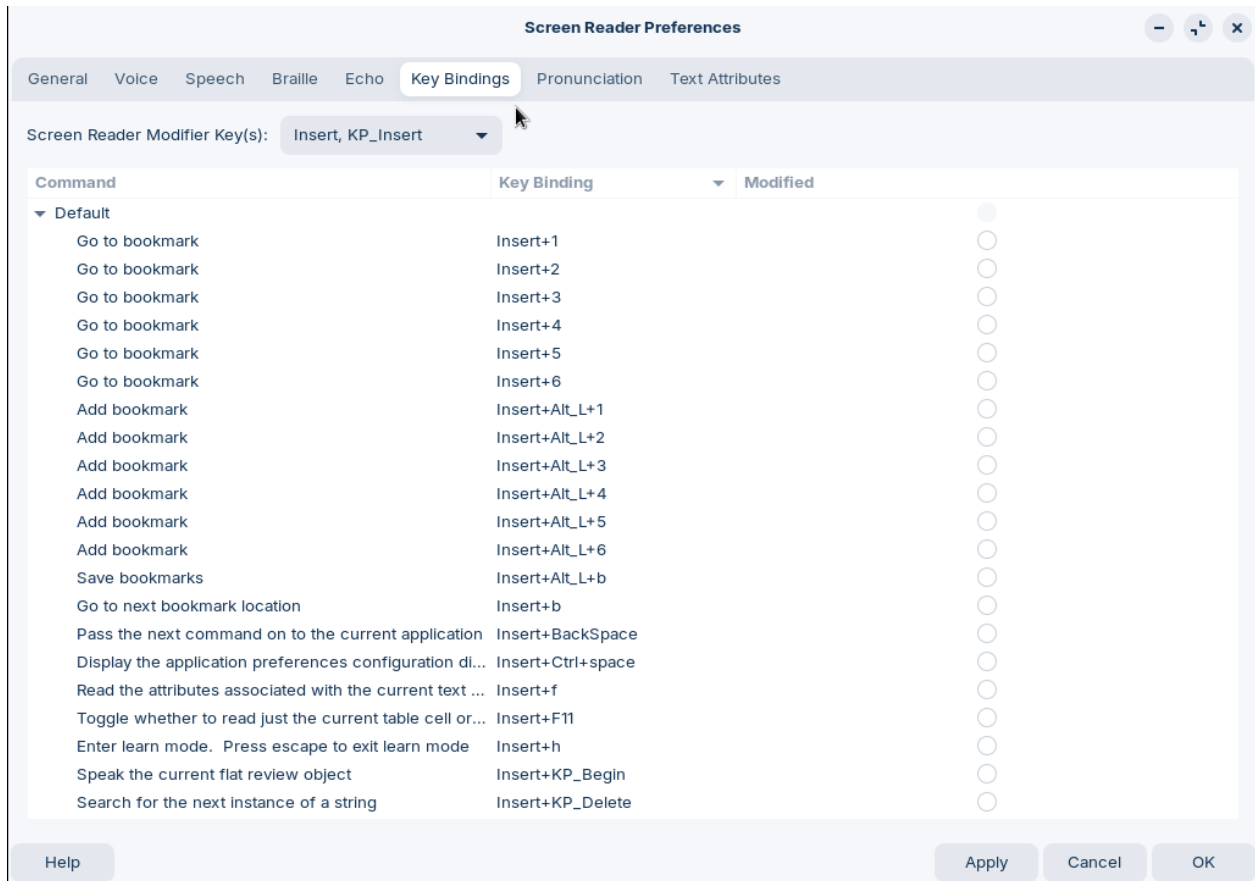 Screen Reader Preferences
General Voice Speech Braille Echo Key Bindings Pronunciation Text Attributes
Screen Reader Modifier Key(s): Insert, KP_Insert
Command Key Binding Modified
Default
Go to bookmark Insert+1
Go to bookmark Insert+2
Go to bookmark Insert+3
Go to bookmark Insert+4
Go to bookmark Insert+5
Go to bookmark Insert+6
Add bookmark Insert+Alt_L+1
Add bookmark Insert+Alt_L+2
Add bookmark Insert+Alt_L+3
Add bookmark Insert+Alt_L+4
Add bookmark Insert+Alt_L+5
Add bookmark Insert+Alt_L+6
Save bookmarks Insert+Alt_L+b
Go to next bookmark location Insert+b
Pass the next command on to the current application Insert+BackSpace
Display the application preferences configuration di... Insert+Ctrl+space
Read the attributes associated with the current text ... Insert+f
Toggle whether to read just the current table cell or... Insert+F11
Enter learn mode.  Press escape to exit learn mode Insert+h
Speak the current flat review object Insert+KP_Begin
Search for the next instance of a string Insert+KP_Delete
Help Apply Cancel OK